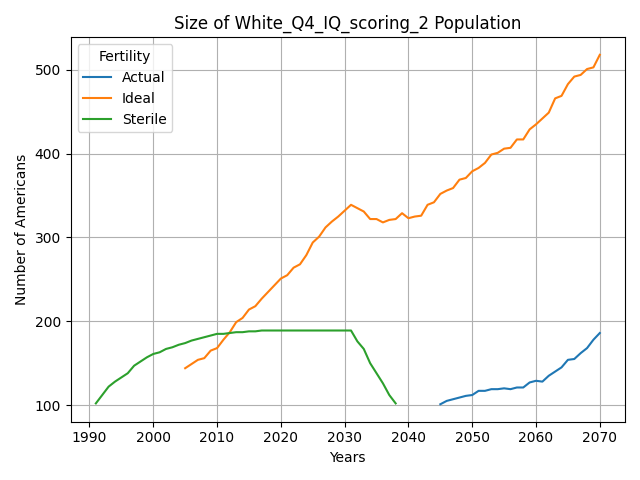 Size of White_Q4_IQ_scoring_2 Population
Fertility
Actual
Ideal
Sterile
Number of Americans
500
400
300
200
100
1990 2000 2010 2020 2030 2040 2050 2060 2070
Years